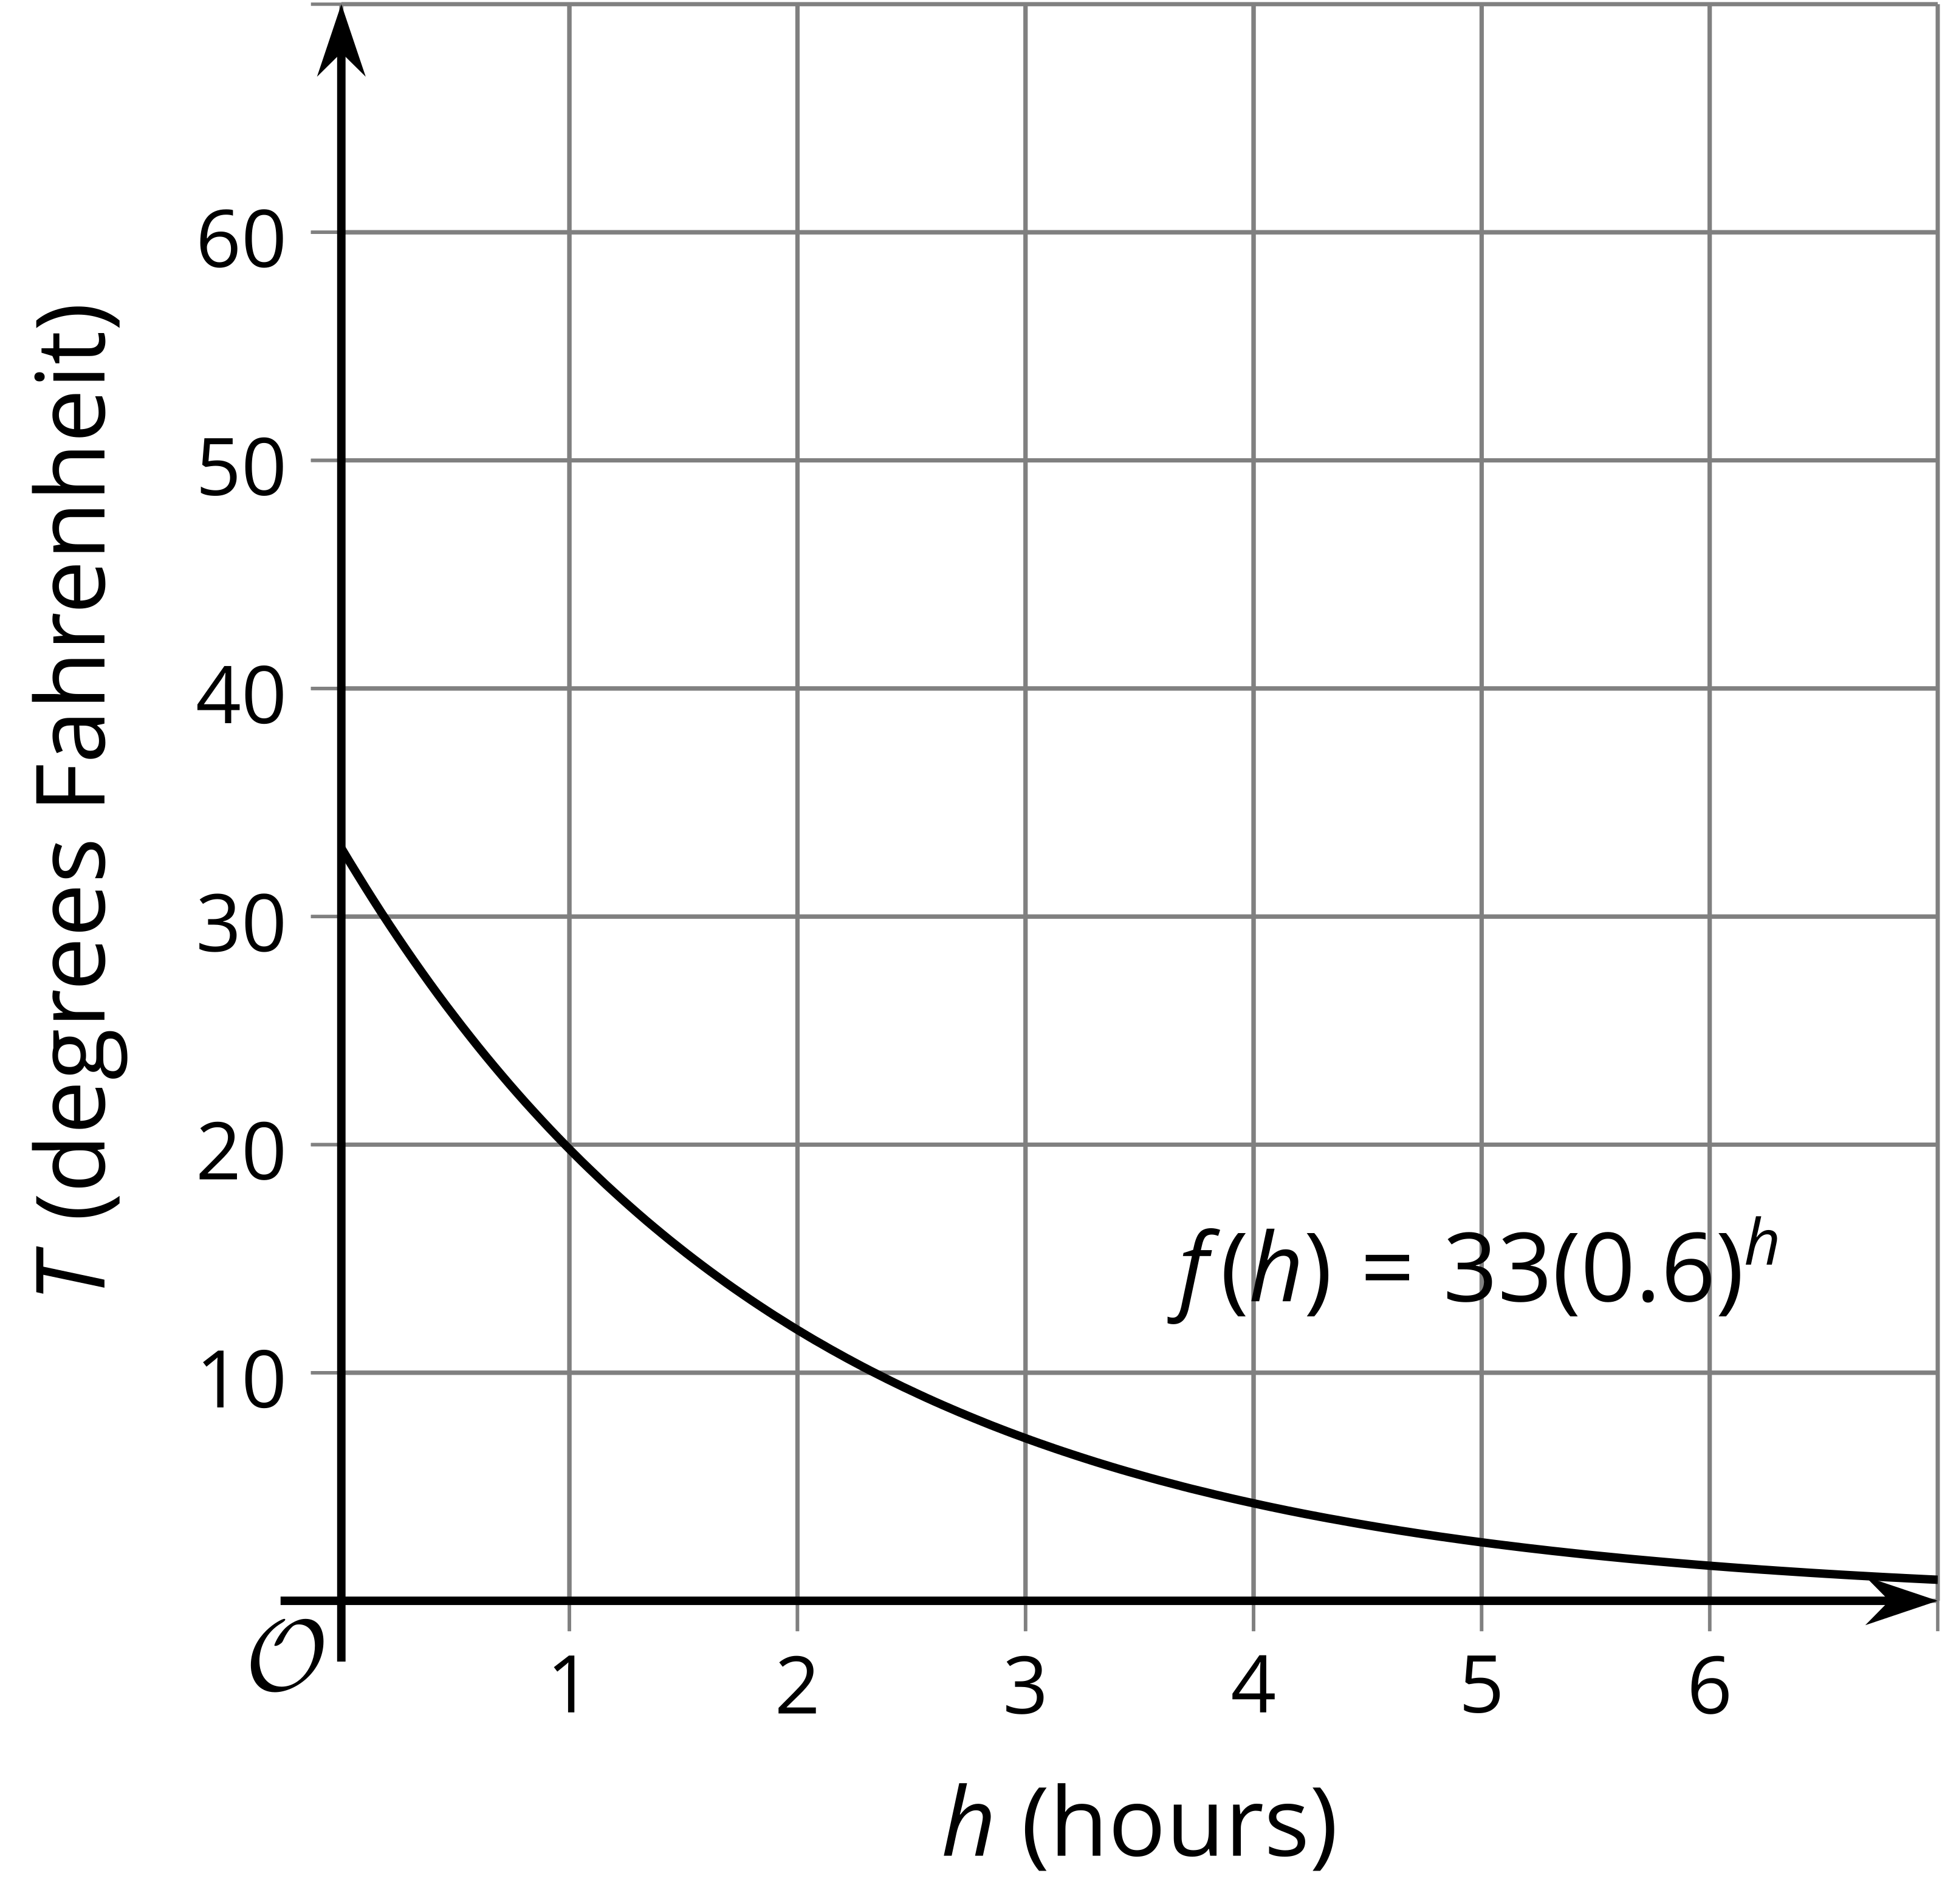 T (degrees Fahrenheit)
60
50
40
30
20
10
f(h) = 33(0.6)^h
O
1 2 3 4 5 6
h (hours)